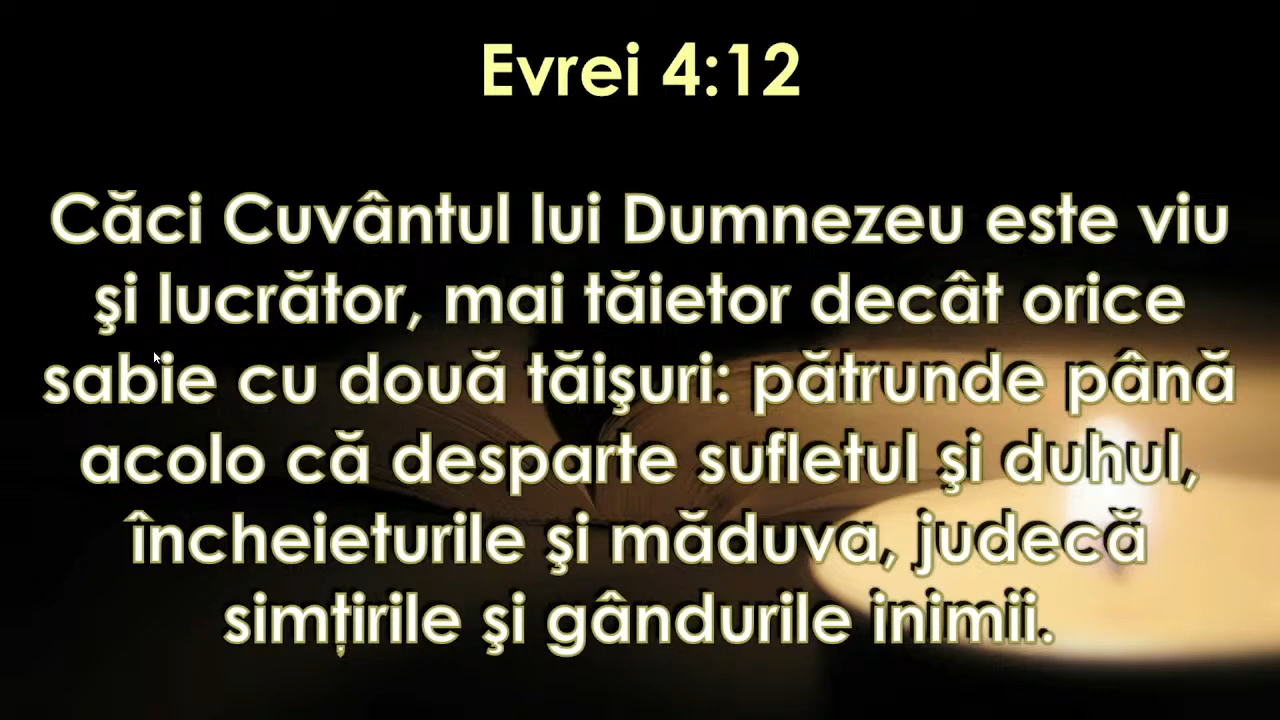 Evrei 4:12
Căci Cuvântul lui Dumnezeu este viu
şi lucrător, mai tăietor decât orice
sabie cu două tăişuri: pătrunde până
acolo că desparte sufletul şi duhul,
încheieturile şi măduva, judecă
simţirile şi gândurile inimii.